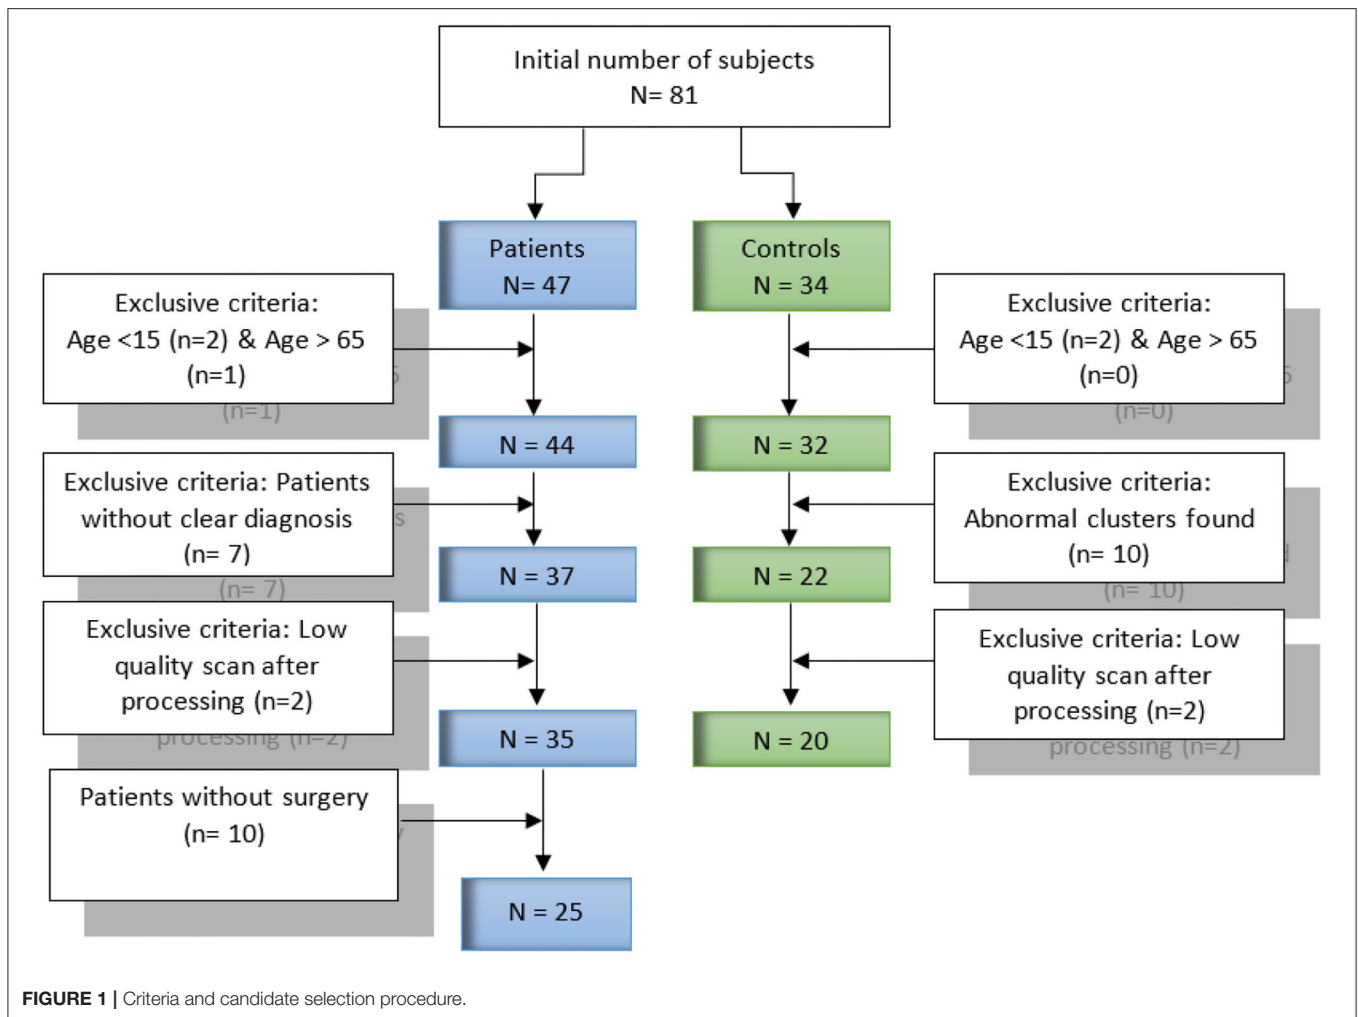 Initial number of subjects
N= 81
Patients
N= 47
Controls
N = 34
Exclusive criteria:
Age <15 (n=2) & Age > 65
(n=1)
Exclusive criteria:
Age <15 (n=2) & Age > 65
(n=0)
N = 44
N = 32
Exclusive criteria: Patients
without clear diagnosis
(n= 7)
Exclusive criteria:
Abnormal clusters found
(n= 10)
N = 37
N = 22
Exclusive criteria: Low
quality scan after
processing (n=2)
Exclusive criteria: Low
quality scan after
processing (n=2)
N = 35
N = 20
Patients without surgery
(n= 10)
N = 25
FIGURE 1 | Criteria and candidate selection procedure.